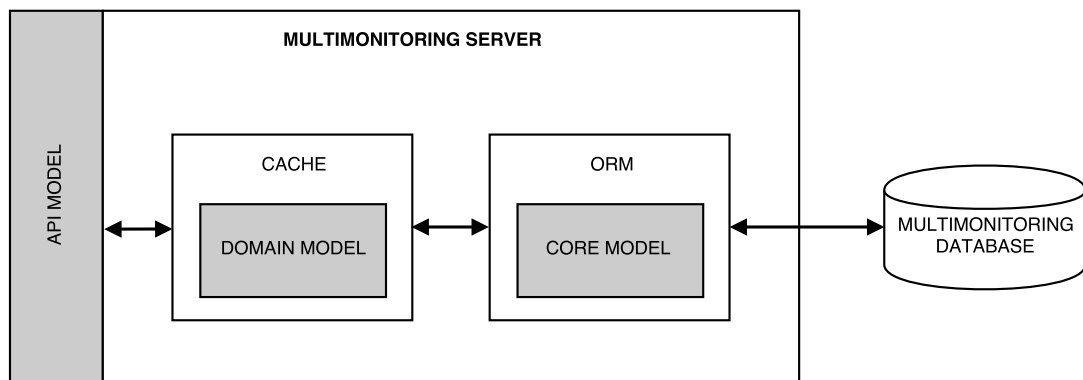 MULTIMONITORING SERVER
API MODEL
CACHE
DOMAIN MODEL
ORM
CORE MODEL
MULTIMONITORING
DATABASE